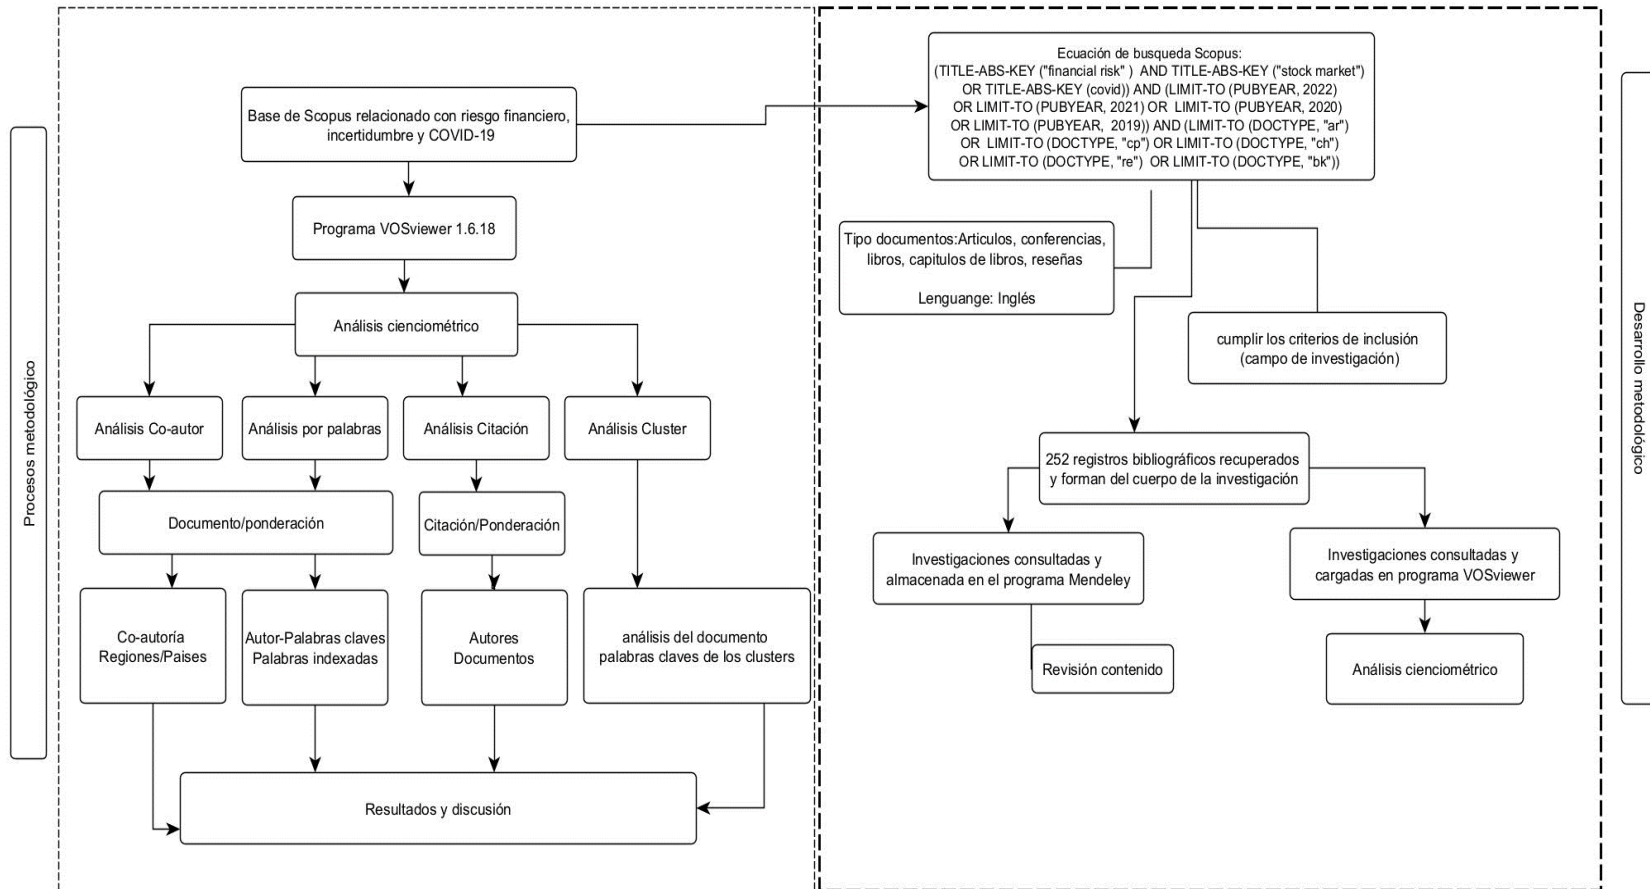 Procesos metodológico
Base de Scopus relacionado con riesgo financiero,
incertidumbre y COVID-19
Programa VOSviewer 1.6.18
Análisis cienciométrico
Análisis Co-autor
Análisis por palabras
Análisis Citación
Análisis Cluster
Documento/ponderación
Citación/Ponderación
Co-autoría
Regiones/Paises
Autor-Palabras claves
Palabras indexadas
Autores
Documentos
análisis del documento
palabras claves de los clusters
Resultados y discusión
Ecuación de busqueda Scopus:
(TITLE-ABS-KEY ("financial risk" ) AND TITLE-ABS-KEY ("stock market")
OR TITLE-ABS-KEY (covid)) AND (LIMIT-TO (PUBYEAR, 2022)
OR LIMIT-TO (PUBYEAR, 2021) OR LIMIT-TO (PUBYEAR, 2020)
OR LIMIT-TO (PUBYEAR, 2019)) AND (LIMIT-TO (DOCTYPE, "ar")
OR LIMIT-TO (DOCTYPE, "cp") OR LIMIT-TO (DOCTYPE, "ch")
OR LIMIT-TO (DOCTYPE, "re") OR LIMIT-TO (DOCTYPE, "bk"))
Tipo documentos:Articulos, conferencias,
libros, capitulos de libros, reseñas
Lenguange: Inglés
cumplir los criterios de inclusión
(campo de investigación)
252 registros bibliográficos recuperados
y forman del cuerpo de la investigación
Investigaciones consultadas y
almacenada en el programa Mendeley
Investigaciones consultadas y
cargadas en programa VOSviewer
Revisión contenido
Análisis cienciométrico
Desarrollo metodológico